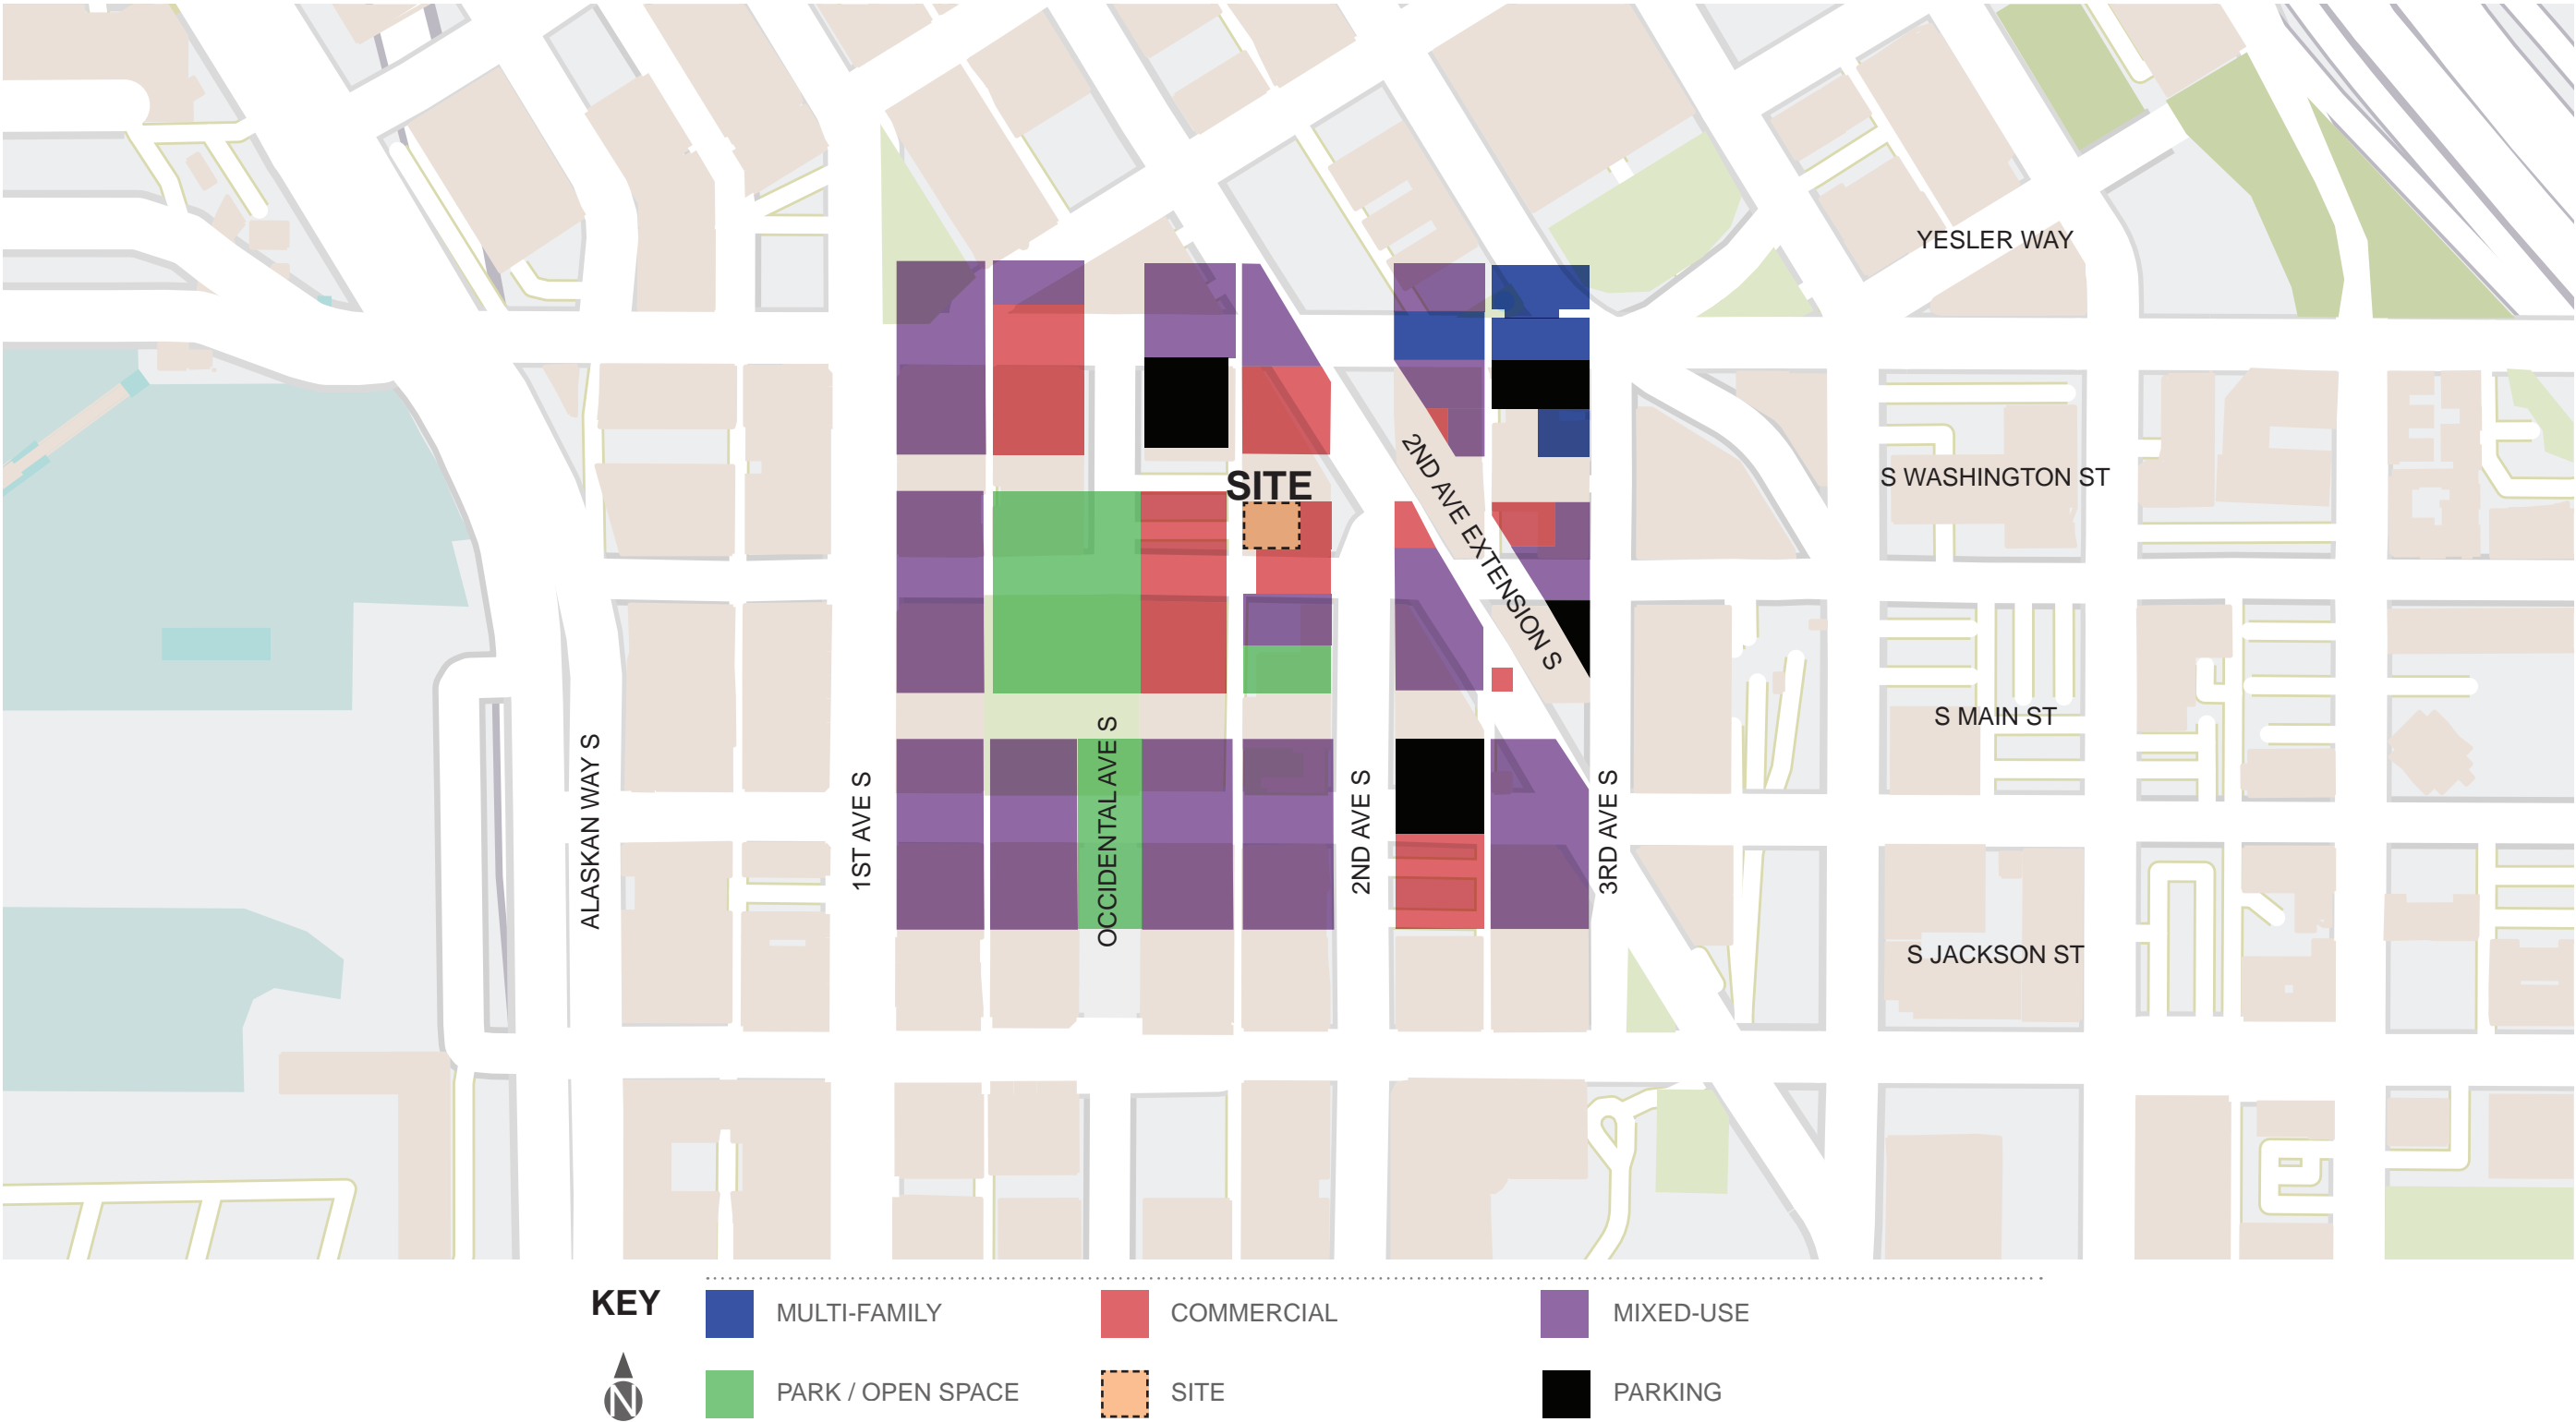 YESLER WAY
2ND AVE EXTENSION S
S WASHINGTON ST
SITE
S MAIN ST
ALASKAN WAY S
1ST AVE S
OCCIDENTAL AVE S
2ND AVE S
3RD AVE S
S JACKSON ST
KEY
MULTI-FAMILY
COMMERCIAL
MIXED-USE
N
PARK / OPEN SPACE
SITE
PARKING